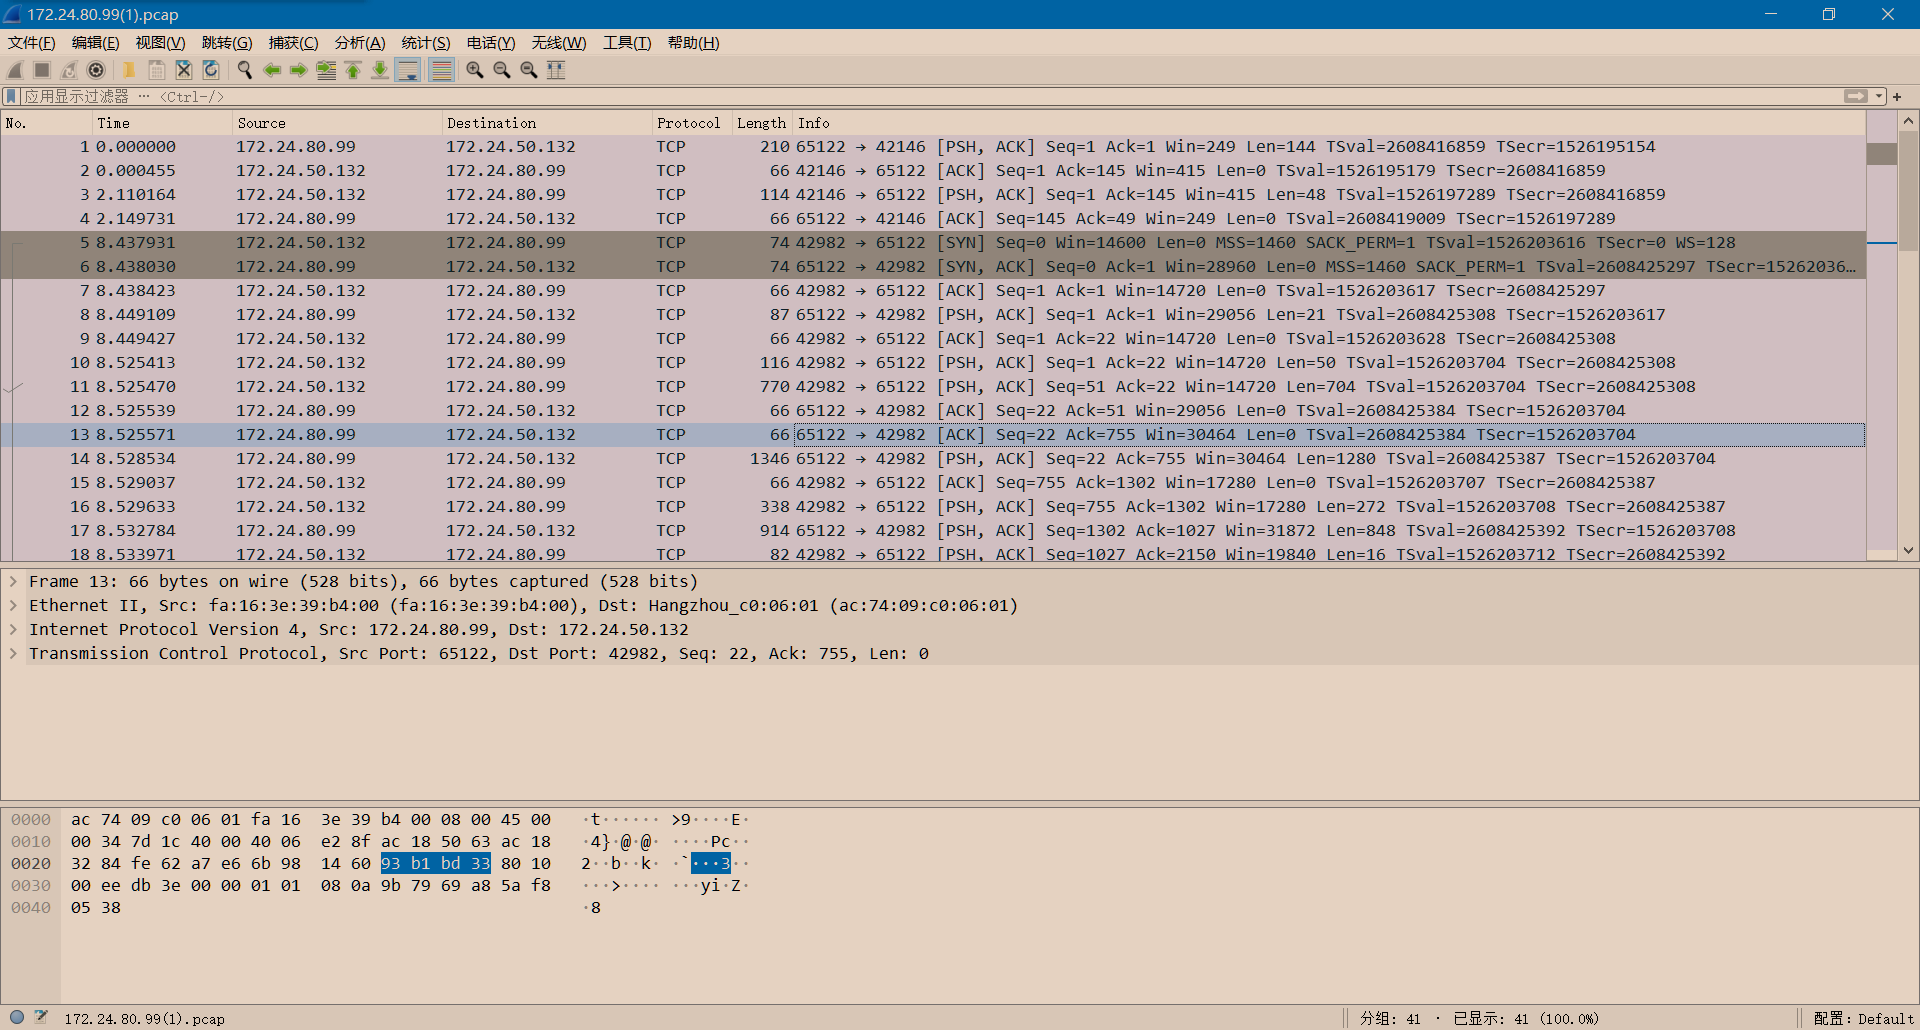 172.24.80.99(1).pcap
文件(F) 编辑(E) 视图(V) 跳转(G) 捕获(C) 分析(A) 统计(S) 电话(Y) 无线(W) 工具(T) 帮助(H)
应用显示过滤器 … <Ctrl-/>
No. Time Source Destination Protocol Length Info
1 0.000000 172.24.80.99 172.24.50.132 TCP 210 65122 → 42146 [PSH, ACK] Seq=1 Ack=1 Win=249 Len=144 TSval=2608416859 TSecr=1526195154
2 0.000455 172.24.50.132 172.24.80.99 TCP 66 42146 → 65122 [ACK] Seq=1 Ack=145 Win=415 Len=0 TSval=1526195179 TSecr=2608416859
3 2.110164 172.24.50.132 172.24.80.99 TCP 114 42146 → 65122 [PSH, ACK] Seq=1 Ack=145 Win=415 Len=48 TSval=1526197289 TSecr=2608416859
4 2.149731 172.24.80.99 172.24.50.132 TCP 66 65122 → 42146 [ACK] Seq=145 Ack=49 Win=249 Len=0 TSval=2608419009 TSecr=1526197289
5 8.437931 172.24.50.132 172.24.80.99 TCP 74 42982 → 65122 [SYN] Seq=0 Win=14600 Len=0 MSS=1460 SACK_PERM=1 TSval=1526203616 TSecr=0 WS=128
6 8.438030 172.24.80.99 172.24.50.132 TCP 74 65122 → 42982 [SYN, ACK] Seq=0 Ack=1 Win=28960 Len=0 MSS=1460 SACK_PERM=1 TSval=2608425297 TSecr=15262036…
7 8.438423 172.24.50.132 172.24.80.99 TCP 66 42982 → 65122 [ACK] Seq=1 Ack=1 Win=14720 Len=0 TSval=1526203617 TSecr=2608425297
8 8.449109 172.24.80.99 172.24.50.132 TCP 87 65122 → 42982 [PSH, ACK] Seq=1 Ack=1 Win=29056 Len=21 TSval=2608425308 TSecr=1526203617
9 8.449427 172.24.50.132 172.24.80.99 TCP 66 42982 → 65122 [ACK] Seq=1 Ack=22 Win=14720 Len=0 TSval=1526203628 TSecr=2608425308
10 8.525413 172.24.50.132 172.24.80.99 TCP 116 42982 → 65122 [PSH, ACK] Seq=1 Ack=22 Win=14720 Len=50 TSval=1526203704 TSecr=2608425308
11 8.525470 172.24.50.132 172.24.80.99 TCP 770 42982 → 65122 [PSH, ACK] Seq=51 Ack=22 Win=14720 Len=704 TSval=1526203704 TSecr=2608425308
12 8.525539 172.24.80.99 172.24.50.132 TCP 66 65122 → 42982 [ACK] Seq=22 Ack=51 Win=29056 Len=0 TSval=2608425384 TSecr=1526203704
13 8.525571 172.24.80.99 172.24.50.132 TCP 66 65122 → 42982 [ACK] Seq=22 Ack=755 Win=30464 Len=0 TSval=2608425384 TSecr=1526203704
14 8.528534 172.24.80.99 172.24.50.132 TCP 1346 65122 → 42982 [PSH, ACK] Seq=22 Ack=755 Win=30464 Len=1280 TSval=2608425387 TSecr=1526203704
15 8.529037 172.24.50.132 172.24.80.99 TCP 66 42982 → 65122 [ACK] Seq=755 Ack=1302 Win=17280 Len=0 TSval=1526203707 TSecr=2608425387
16 8.529633 172.24.50.132 172.24.80.99 TCP 338 42982 → 65122 [PSH, ACK] Seq=755 Ack=1302 Win=17280 Len=272 TSval=1526203708 TSecr=2608425387
17 8.532784 172.24.80.99 172.24.50.132 TCP 914 65122 → 42982 [PSH, ACK] Seq=1302 Ack=1027 Win=31872 Len=848 TSval=2608425392 TSecr=1526203708
18 8.533971 172.24.50.132 172.24.80.99 TCP 82 42982 → 65122 [PSH, ACK] Seq=1027 Ack=2150 Win=19840 Len=16 TSval=1526203712 TSecr=2608425392
Frame 13: 66 bytes on wire (528 bits), 66 bytes captured (528 bits)
Ethernet II, Src: fa:16:3e:39:b4:00 (fa:16:3e:39:b4:00), Dst: Hangzhou_c0:06:01 (ac:74:09:c0:06:01)
Internet Protocol Version 4, Src: 172.24.80.99, Dst: 172.24.50.132
Transmission Control Protocol, Src Port: 65122, Dst Port: 42982, Seq: 22, Ack: 755, Len: 0
0000 ac 74 09 c0 06 01 fa 16 3e 39 b4 00 08 00 45 00 ·t······ >9····E·
0010 00 34 7d 1c 40 00 40 06 e2 8f ac 18 50 63 ac 18 ·4}·@·@· ····Pc··
0020 32 84 fe 62 a7 e6 6b 98 14 60 93 b1 bd 33 80 10 2··b··k· ·`···3··
0030 00 ee db 3e 00 00 01 01 08 0a 9b 79 69 a8 5a f8 ···>···· ···yi·Z·
0040 05 38 ·8
172.24.80.99(1).pcap 分组: 41 · 已显示: 41 (100.0%) 配置: Default